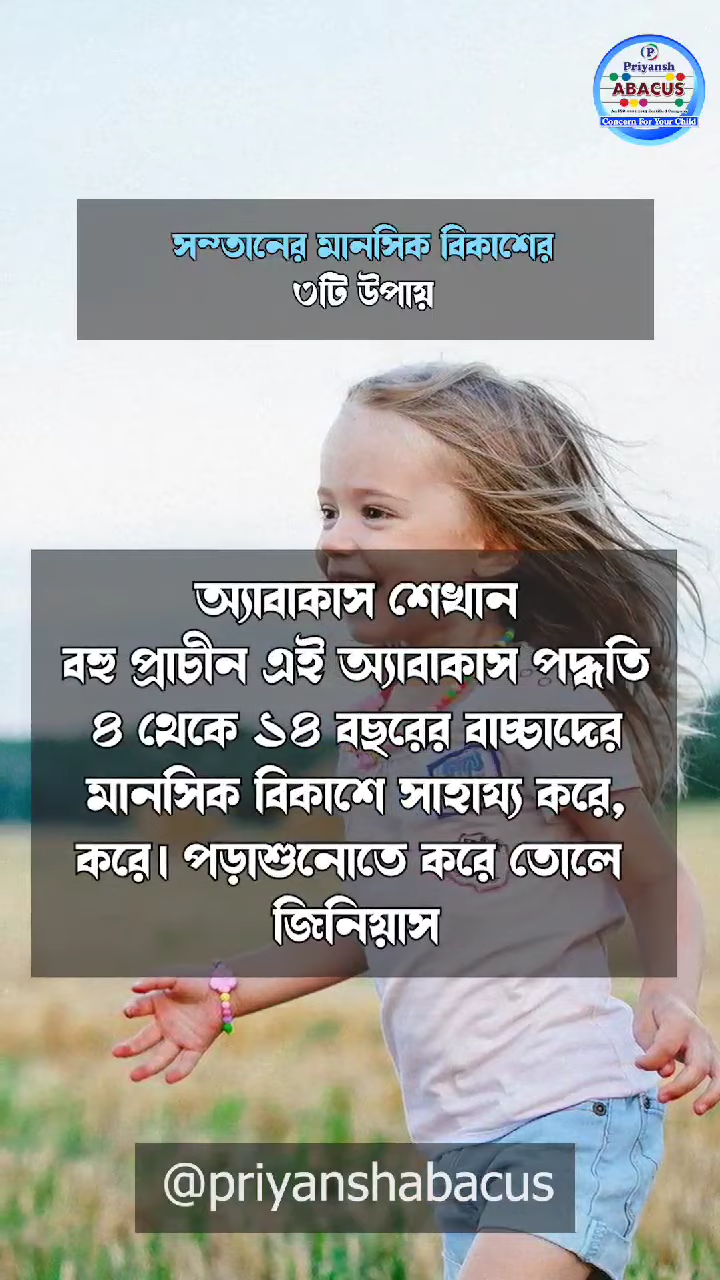 Priyansh
ABACUS
Concern For Your Child
সন্তানের মানসিক বিকাশের
৩টি উপায়
অ্যাবাকাস শেখান
বহু প্রাচীন এই অ্যাবাকাস পদ্ধতি
৪ থেকে ১৪ বছরের বাচ্চাদের
মানসিক বিকাশে সাহায্য করে,
করে। পড়াশুনোতে করে তোলে
জিনিয়াস
@priyanshabacus